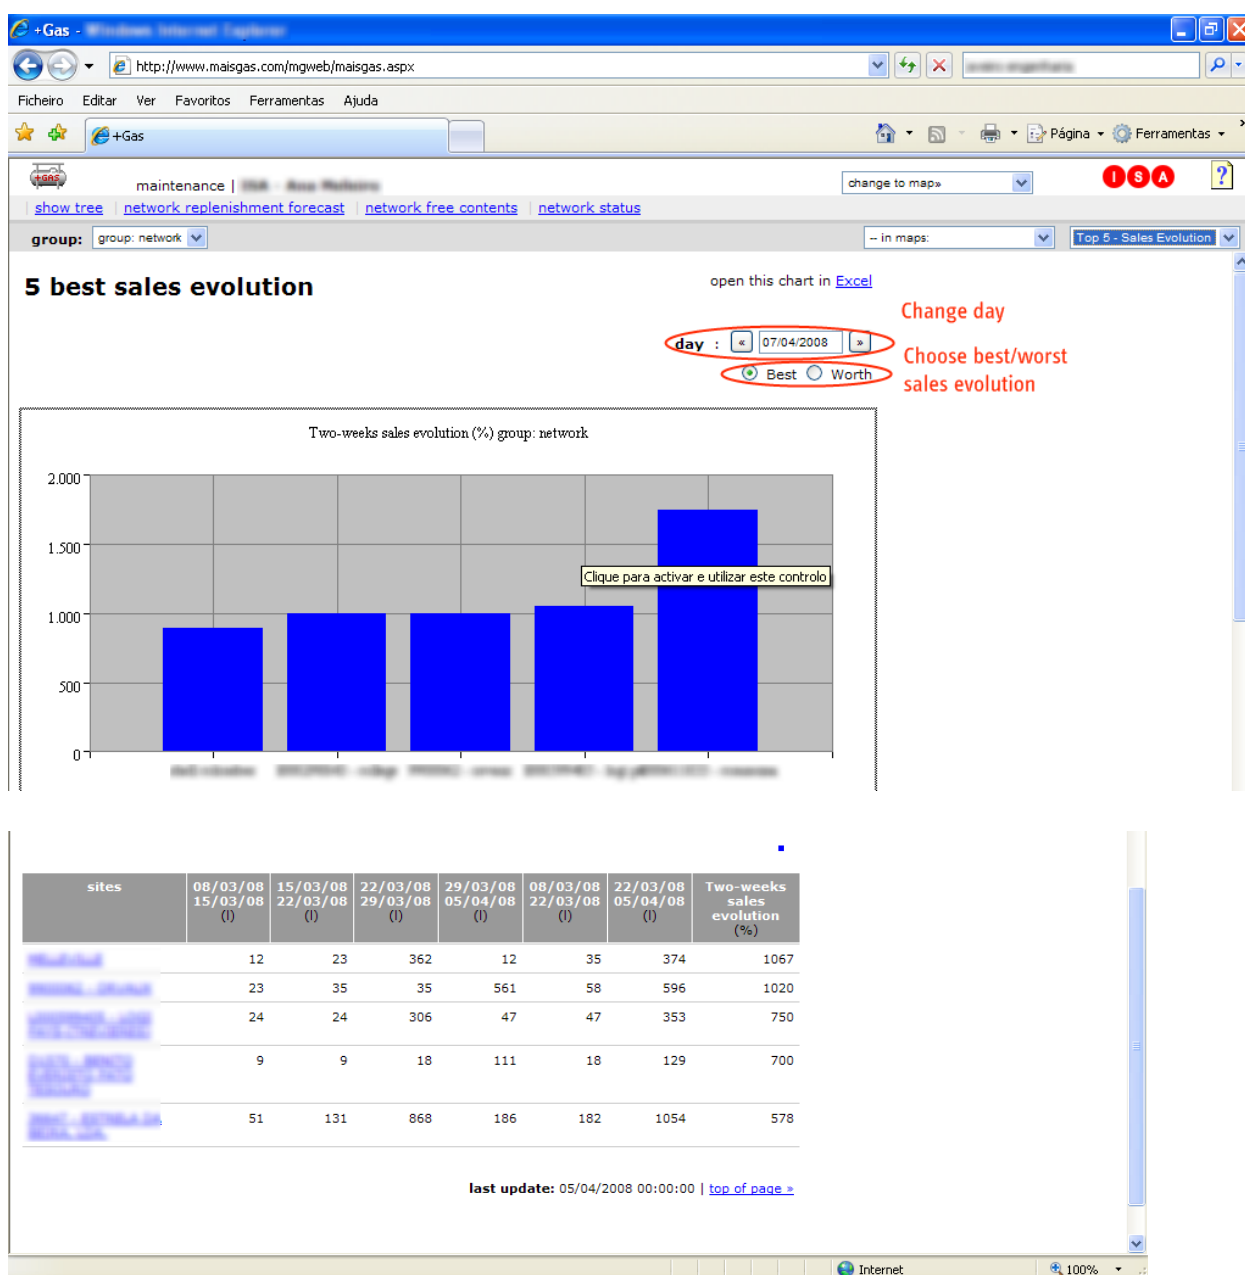 +Gas -
http://www.maisgas.com/mgweb/maisgas.aspx
Ficheiro Editar Ver Favoritos Ferramentas Ajuda
+Gas
Página Ferramentas
+GAS
maintenance |
change to map»
I S A
?
show tree | network replenishment forecast | network free contents | network status
group: group: network
-- in maps:
Top 5 - Sales Evolution
5 best sales evolution
open this chart in Excel
Change day
day : « 07/04/2008 »
Choose best/worst
sales evolution
Best Worth
Two-weeks sales evolution (%) group: network
2.000
1.500
Clique para activar e utilizar este controlo
1.000
500
0
sites 08/03/08 15/03/08 22/03/08 29/03/08 08/03/08 22/03/08 Two-weeks
15/03/08 22/03/08 29/03/08 05/04/08 22/03/08 05/04/08 sales
(l) (l) (l) (l) (l) (l) evolution
(%)
12 23 362 12 35 374 1067
23 35 35 561 58 596 1020
24 24 306 47 47 353 750
9 9 18 111 18 129 700
51 131 868 186 182 1054 578
last update: 05/04/2008 00:00:00 | top of page »
Internet
100%